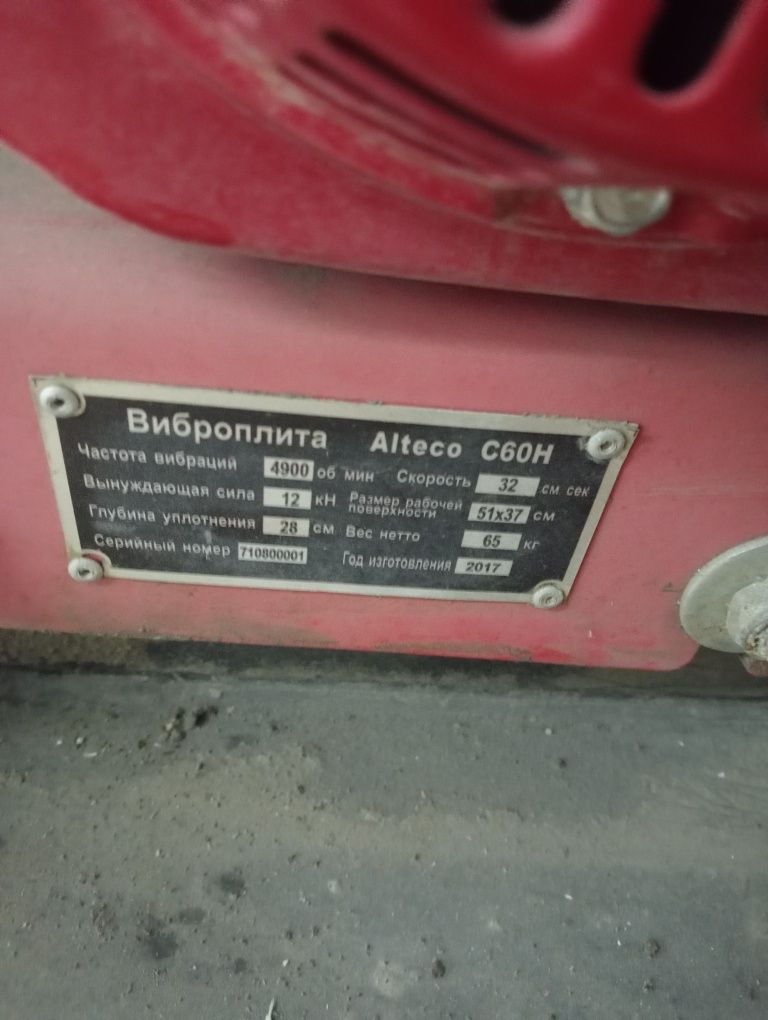 Виброплита Alteco C60H
Частота вибраций 4900 об мин Скорость 32 см сек
Вынуждающая сила 12 кН Размер рабочей поверхности 51x37 см
Глубина уплотнения 28 см Вес нетто 65 кг
Серийный номер 710800001 Год изготовления 2017